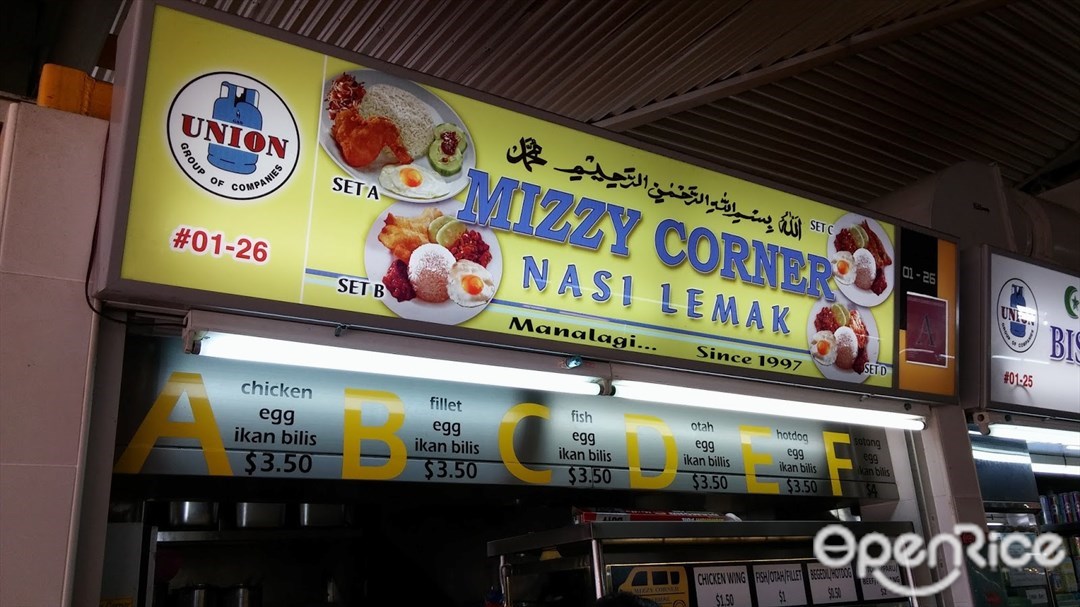 UNION
GROUP OF COMPANIES
#01-26
SET A
SET B
الله بسم الله الرحمن الرحيم محمد
MIZZY CORNER
NASI LEMAK
Manalagi...
Since 1997
SET C
SET D
01 - 26
A
UNION
#01-25
BIS
A
chicken
egg
ikan bilis
$3.50
B
fillet
egg
ikan bilis
$3.50
C
fish
egg
ikan bilis
$3.50
D
otah
egg
ikan billis
$3.50
E
hotdog
egg
ikan bilis
$3.50
F
sotong
egg
ikan bilis
$4
CHICKEN WING
$1.50
FISH/OTAH/FILLET
$1
BEGEDIL/HOTDOG
$0.50
OpenRice